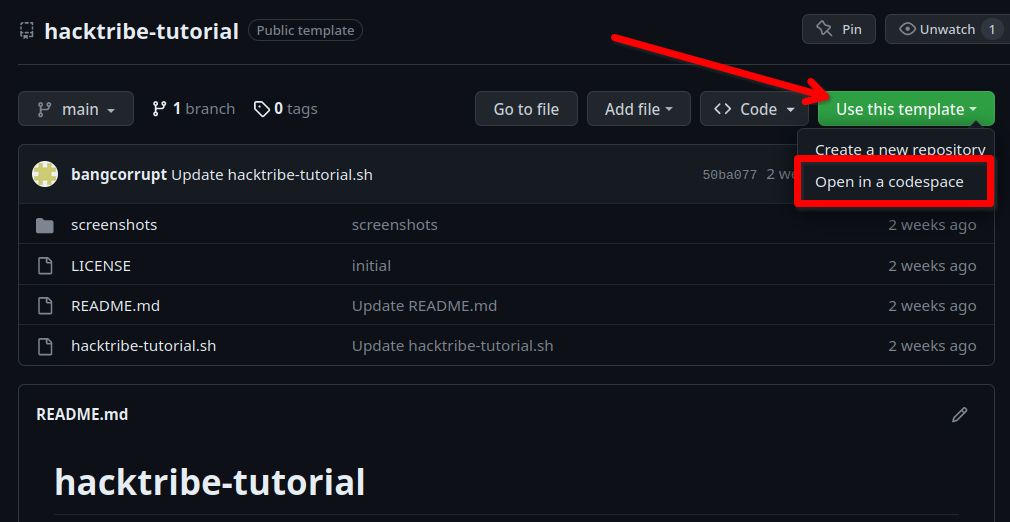 hacktribe-tutorial Public template Pin Unwatch 1
main 1 branch 0 tags Go to file Add file Code Use this template
Create a new repository
Open in a codespace
bangcorrupt Update hacktribe-tutorial.sh 50ba077 2
screenshots screenshots 2 weeks ago
LICENSE initial 2 weeks ago
README.md Update README.md 2 weeks ago
hacktribe-tutorial.sh Update hacktribe-tutorial.sh 2 weeks ago
README.md
hacktribe-tutorial